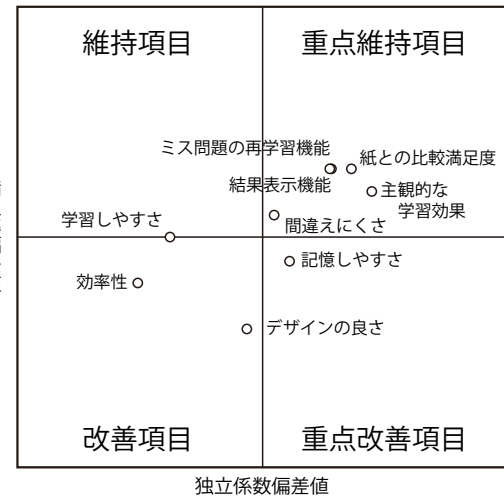 維持項目
重点維持項目
ミス問題の再学習機能
紙との比較満足度
結果表示機能
主観的な
学習効果
学習しやすさ
間違えにくさ
記憶しやすさ
効率性
デザインの良さ
改善項目
重点改善項目
独立係数偏差値